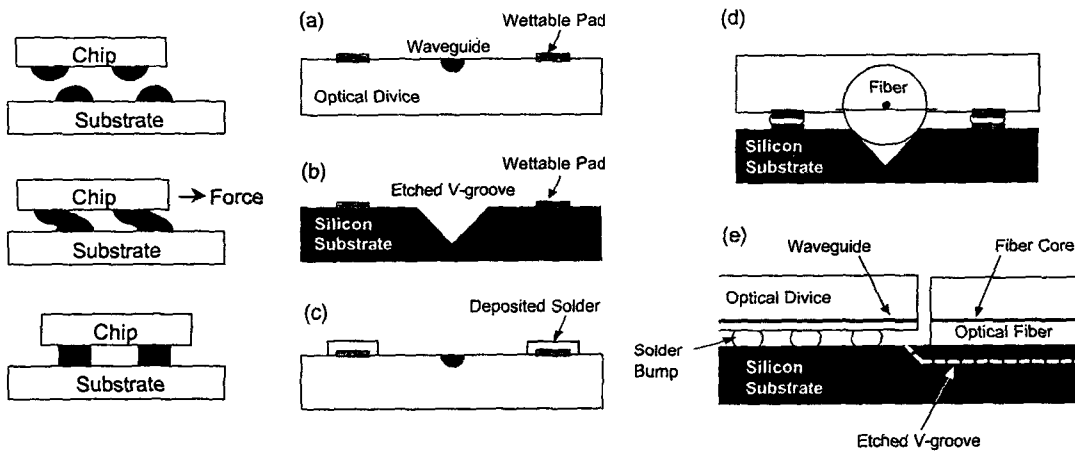 Chip
Substrate
Chip
Force
Substrate
Chip
Substrate
(a)
Wettable Pad
Waveguide
Optical Divice
(b)
Wettable Pad
Etched V-groove
Silicon
Substrate
(c)
Deposited Solder
(d)
Fiber
Silicon
Substrate
(e)
Waveguide
Fiber Core
Optical Divice
Optical Fiber
Solder
Bump
Silicon
Substrate
Etched V-groove